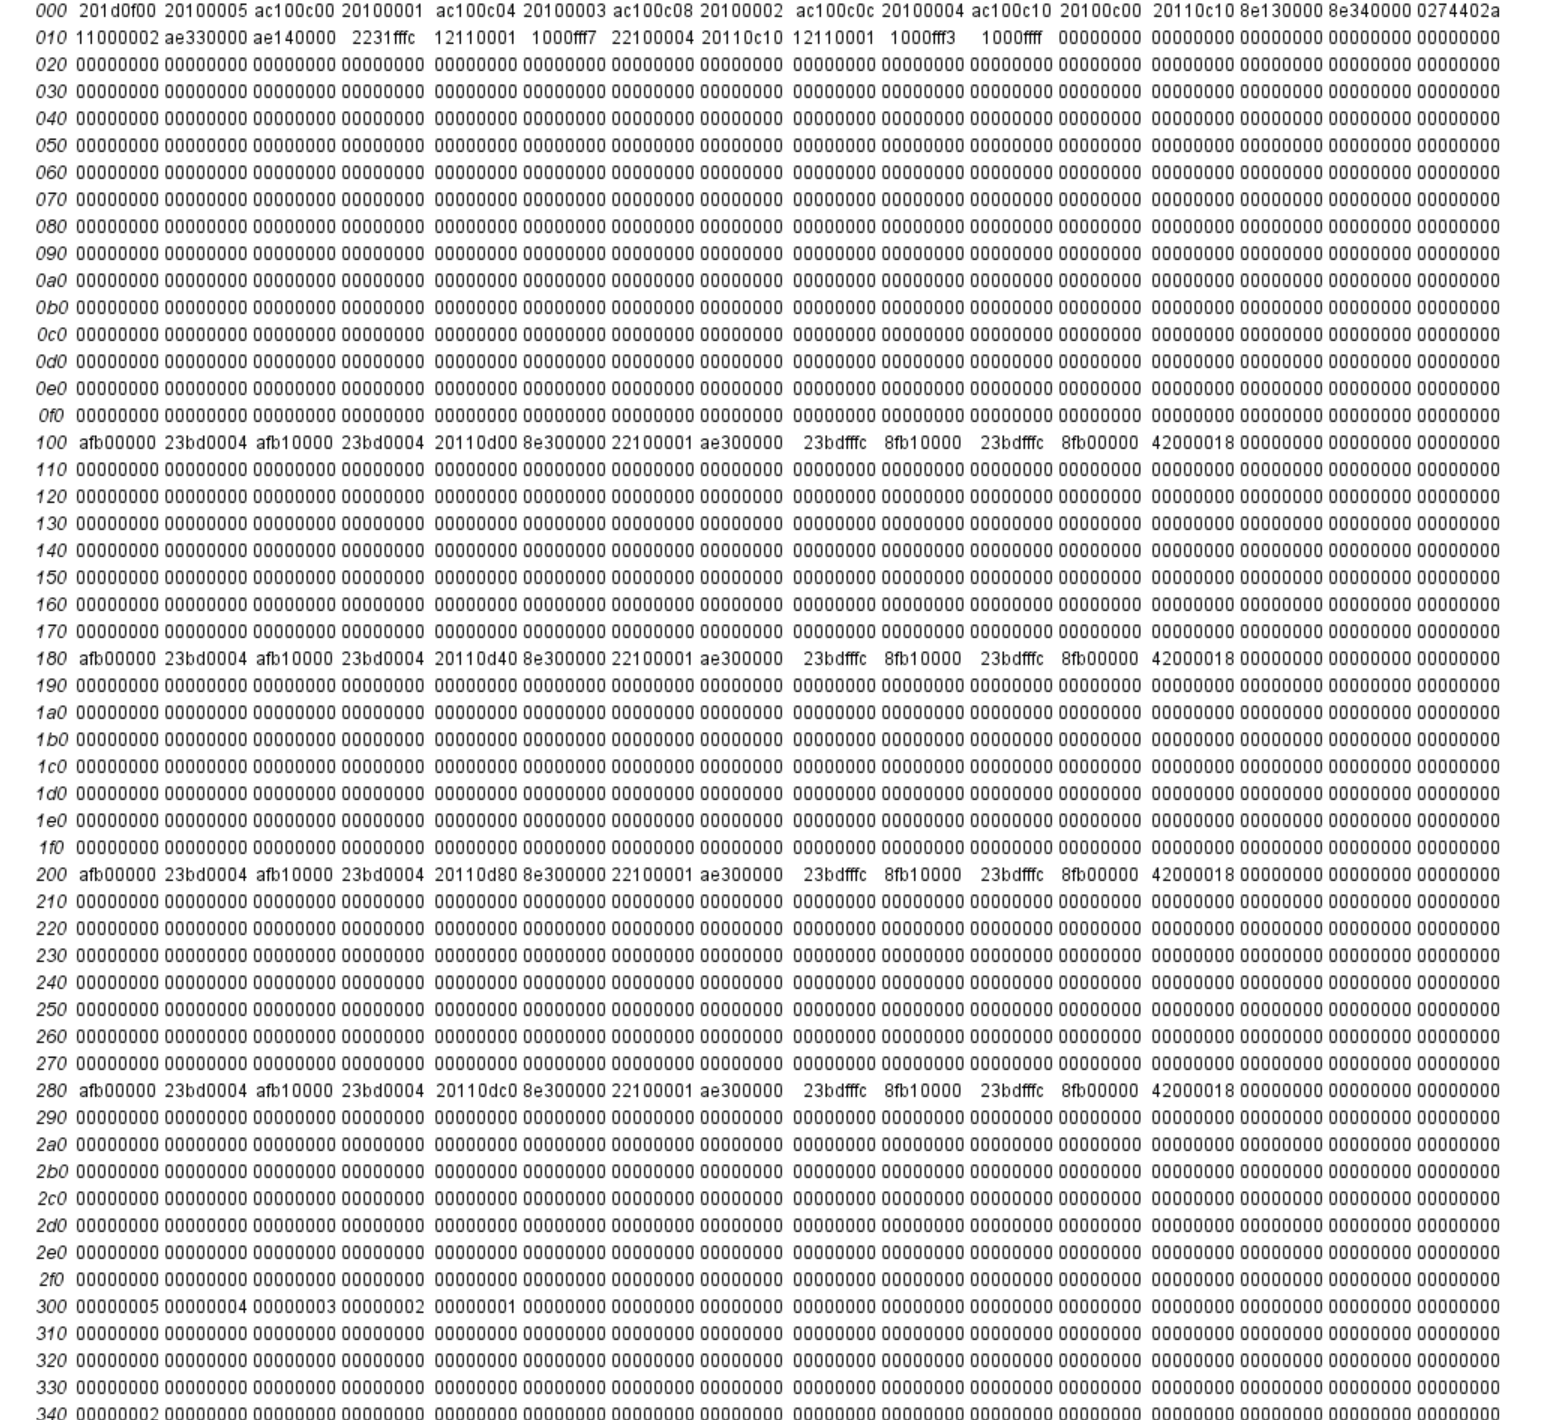 000 201d0f00 20100005 ac100c00 20100001 ac100c04 20100003 ac100c08 20100002 ac100c0c 20100004 ac100c10 20100c00 20110c10 8e130000 8e340000 0274402a
010 11000002 ae330000 ae140000 2231fffc 12110001 1000fff7 22100004 20110c10 12110001 1000fff3 1000ffff 00000000 00000000 00000000 00000000 00000000
020 00000000 00000000 00000000 00000000 00000000 00000000 00000000 00000000 00000000 00000000 00000000 00000000 00000000 00000000 00000000 00000000
030 00000000 00000000 00000000 00000000 00000000 00000000 00000000 00000000 00000000 00000000 00000000 00000000 00000000 00000000 00000000 00000000
040 00000000 00000000 00000000 00000000 00000000 00000000 00000000 00000000 00000000 00000000 00000000 00000000 00000000 00000000 00000000 00000000
050 00000000 00000000 00000000 00000000 00000000 00000000 00000000 00000000 00000000 00000000 00000000 00000000 00000000 00000000 00000000 00000000
060 00000000 00000000 00000000 00000000 00000000 00000000 00000000 00000000 00000000 00000000 00000000 00000000 00000000 00000000 00000000 00000000
070 00000000 00000000 00000000 00000000 00000000 00000000 00000000 00000000 00000000 00000000 00000000 00000000 00000000 00000000 00000000 00000000
080 00000000 00000000 00000000 00000000 00000000 00000000 00000000 00000000 00000000 00000000 00000000 00000000 00000000 00000000 00000000 00000000
090 00000000 00000000 00000000 00000000 00000000 00000000 00000000 00000000 00000000 00000000 00000000 00000000 00000000 00000000 00000000 00000000
0a0 00000000 00000000 00000000 00000000 00000000 00000000 00000000 00000000 00000000 00000000 00000000 00000000 00000000 00000000 00000000 00000000
0b0 00000000 00000000 00000000 00000000 00000000 00000000 00000000 00000000 00000000 00000000 00000000 00000000 00000000 00000000 00000000 00000000
0c0 00000000 00000000 00000000 00000000 00000000 00000000 00000000 00000000 00000000 00000000 00000000 00000000 00000000 00000000 00000000 00000000
0d0 00000000 00000000 00000000 00000000 00000000 00000000 00000000 00000000 00000000 00000000 00000000 00000000 00000000 00000000 00000000 00000000
0e0 00000000 00000000 00000000 00000000 00000000 00000000 00000000 00000000 00000000 00000000 00000000 00000000 00000000 00000000 00000000 00000000
0f0 00000000 00000000 00000000 00000000 00000000 00000000 00000000 00000000 00000000 00000000 00000000 00000000 00000000 00000000 00000000 00000000
100 afb00000 23bd0004 afb10000 23bd0004 20110d00 8e300000 22100001 ae300000 23bdfffc 8fb10000 23bdfffc 8fb00000 42000018 00000000 00000000 00000000
110 00000000 00000000 00000000 00000000 00000000 00000000 00000000 00000000 00000000 00000000 00000000 00000000 00000000 00000000 00000000 00000000
120 00000000 00000000 00000000 00000000 00000000 00000000 00000000 00000000 00000000 00000000 00000000 00000000 00000000 00000000 00000000 00000000
130 00000000 00000000 00000000 00000000 00000000 00000000 00000000 00000000 00000000 00000000 00000000 00000000 00000000 00000000 00000000 00000000
140 00000000 00000000 00000000 00000000 00000000 00000000 00000000 00000000 00000000 00000000 00000000 00000000 00000000 00000000 00000000 00000000
150 00000000 00000000 00000000 00000000 00000000 00000000 00000000 00000000 00000000 00000000 00000000 00000000 00000000 00000000 00000000 00000000
160 00000000 00000000 00000000 00000000 00000000 00000000 00000000 00000000 00000000 00000000 00000000 00000000 00000000 00000000 00000000 00000000
170 00000000 00000000 00000000 00000000 00000000 00000000 00000000 00000000 00000000 00000000 00000000 00000000 00000000 00000000 00000000 00000000
180 afb00000 23bd0004 afb10000 23bd0004 20110d40 8e300000 22100001 ae300000 23bdfffc 8fb10000 23bdfffc 8fb00000 42000018 00000000 00000000 00000000
190 00000000 00000000 00000000 00000000 00000000 00000000 00000000 00000000 00000000 00000000 00000000 00000000 00000000 00000000 00000000 00000000
1a0 00000000 00000000 00000000 00000000 00000000 00000000 00000000 00000000 00000000 00000000 00000000 00000000 00000000 00000000 00000000 00000000
1b0 00000000 00000000 00000000 00000000 00000000 00000000 00000000 00000000 00000000 00000000 00000000 00000000 00000000 00000000 00000000 00000000
1c0 00000000 00000000 00000000 00000000 00000000 00000000 00000000 00000000 00000000 00000000 00000000 00000000 00000000 00000000 00000000 00000000
1d0 00000000 00000000 00000000 00000000 00000000 00000000 00000000 00000000 00000000 00000000 00000000 00000000 00000000 00000000 00000000 00000000
1e0 00000000 00000000 00000000 00000000 00000000 00000000 00000000 00000000 00000000 00000000 00000000 00000000 00000000 00000000 00000000 00000000
1f0 00000000 00000000 00000000 00000000 00000000 00000000 00000000 00000000 00000000 00000000 00000000 00000000 00000000 00000000 00000000 00000000
200 afb00000 23bd0004 afb10000 23bd0004 20110d80 8e300000 22100001 ae300000 23bdfffc 8fb10000 23bdfffc 8fb00000 42000018 00000000 00000000 00000000
210 00000000 00000000 00000000 00000000 00000000 00000000 00000000 00000000 00000000 00000000 00000000 00000000 00000000 00000000 00000000 00000000
220 00000000 00000000 00000000 00000000 00000000 00000000 00000000 00000000 00000000 00000000 00000000 00000000 00000000 00000000 00000000 00000000
230 00000000 00000000 00000000 00000000 00000000 00000000 00000000 00000000 00000000 00000000 00000000 00000000 00000000 00000000 00000000 00000000
240 00000000 00000000 00000000 00000000 00000000 00000000 00000000 00000000 00000000 00000000 00000000 00000000 00000000 00000000 00000000 00000000
250 00000000 00000000 00000000 00000000 00000000 00000000 00000000 00000000 00000000 00000000 00000000 00000000 00000000 00000000 00000000 00000000
260 00000000 00000000 00000000 00000000 00000000 00000000 00000000 00000000 00000000 00000000 00000000 00000000 00000000 00000000 00000000 00000000
270 00000000 00000000 00000000 00000000 00000000 00000000 00000000 00000000 00000000 00000000 00000000 00000000 00000000 00000000 00000000 00000000
280 afb00000 23bd0004 afb10000 23bd0004 20110dc0 8e300000 22100001 ae300000 23bdfffc 8fb10000 23bdfffc 8fb00000 42000018 00000000 00000000 00000000
290 00000000 00000000 00000000 00000000 00000000 00000000 00000000 00000000 00000000 00000000 00000000 00000000 00000000 00000000 00000000 00000000
2a0 00000000 00000000 00000000 00000000 00000000 00000000 00000000 00000000 00000000 00000000 00000000 00000000 00000000 00000000 00000000 00000000
2b0 00000000 00000000 00000000 00000000 00000000 00000000 00000000 00000000 00000000 00000000 00000000 00000000 00000000 00000000 00000000 00000000
2c0 00000000 00000000 00000000 00000000 00000000 00000000 00000000 00000000 00000000 00000000 00000000 00000000 00000000 00000000 00000000 00000000
2d0 00000000 00000000 00000000 00000000 00000000 00000000 00000000 00000000 00000000 00000000 00000000 00000000 00000000 00000000 00000000 00000000
2e0 00000000 00000000 00000000 00000000 00000000 00000000 00000000 00000000 00000000 00000000 00000000 00000000 00000000 00000000 00000000 00000000
2f0 00000000 00000000 00000000 00000000 00000000 00000000 00000000 00000000 00000000 00000000 00000000 00000000 00000000 00000000 00000000 00000000
300 00000005 00000004 00000003 00000002 00000001 00000000 00000000 00000000 00000000 00000000 00000000 00000000 00000000 00000000 00000000 00000000
310 00000000 00000000 00000000 00000000 00000000 00000000 00000000 00000000 00000000 00000000 00000000 00000000 00000000 00000000 00000000 00000000
320 00000000 00000000 00000000 00000000 00000000 00000000 00000000 00000000 00000000 00000000 00000000 00000000 00000000 00000000 00000000 00000000
330 00000000 00000000 00000000 00000000 00000000 00000000 00000000 00000000 00000000 00000000 00000000 00000000 00000000 00000000 00000000 00000000
340 00000002 00000000 00000000 00000000 00000000 00000000 00000000 00000000 00000000 00000000 00000000 00000000 00000000 00000000 00000000 00000000